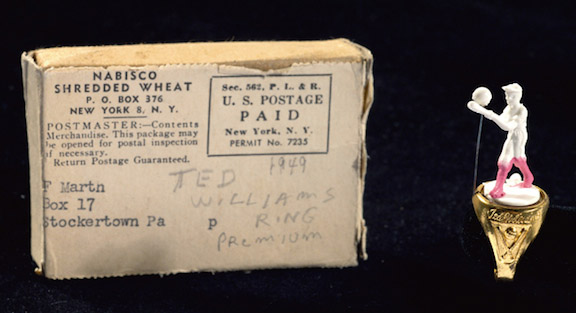 NABISCO
SHREDDED WHEAT
P. O. BOX 376
NEW YORK 8, N. Y.
POSTMASTER:—Contents
Merchandise. This package may
be opened for postal inspection
if necessary.
Return Postage Guaranteed.
Sec. 562, P. L. & R.
U. S. POSTAGE
PAID
New York, N. Y.
PERMIT No. 7235
1949
TED
WILLIAMS
RING
PREMIUM
F Marth
Box 17
Stockertown Pa p